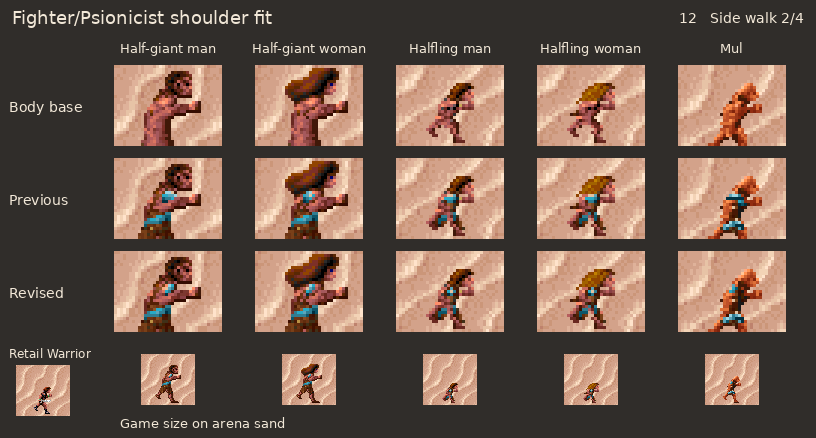 Fighter/Psionicist shoulder fit
12 Side walk 2/4
Half-giant man Half-giant woman Halfling man Halfling woman Mul
Body base
Previous
Revised
Retail Warrior
Game size on arena sand